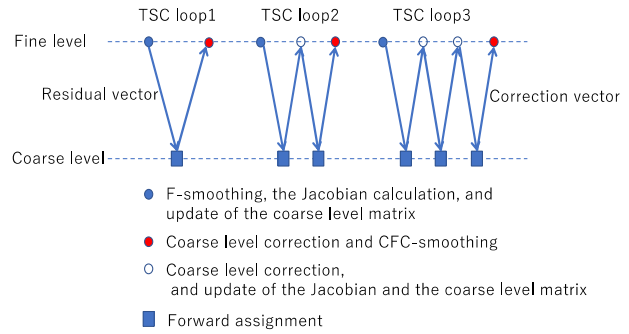 TSC loop1
TSC loop2
TSC loop3
Fine level
Residual vector
Correction vector
Coarse level
F-smoothing, the Jacobian calculation, and
update of the coarse level matrix
Coarse level correction and CFC-smoothing
Coarse level correction,
and update of the Jacobian and the coarse level matrix
Forward assignment